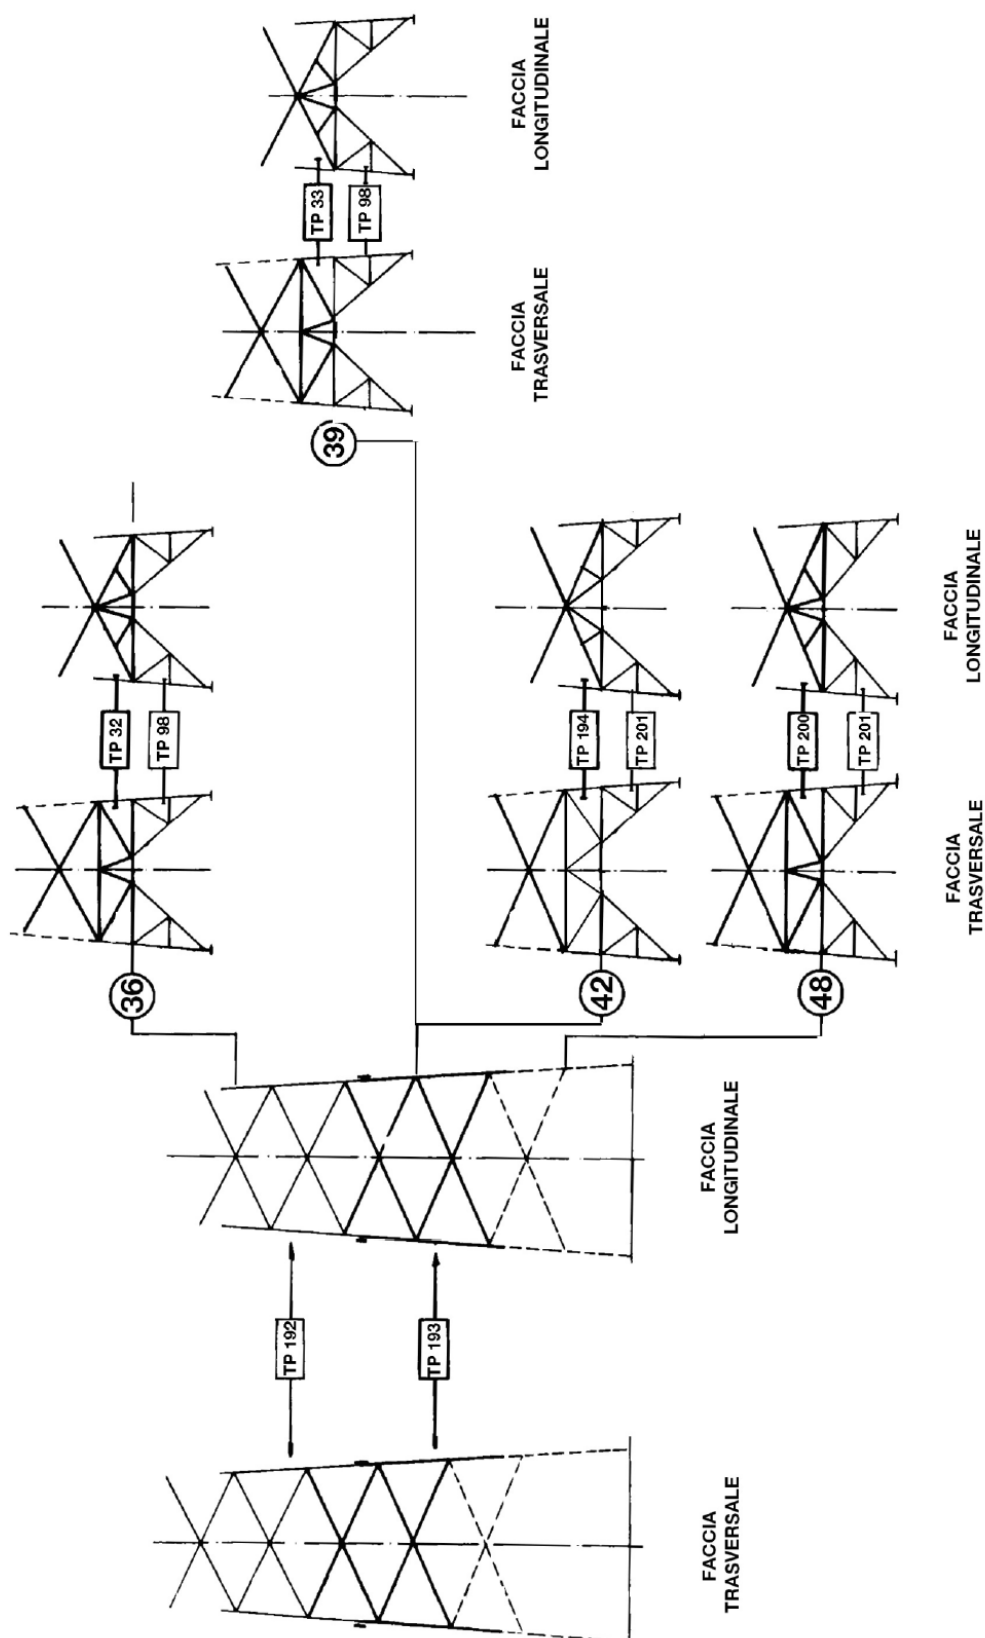 TP 33
TP 98
FACCIA
TRASVERSALE
FACCIA
LONGITUDINALE
39
36
TP 32
TP 98
42
TP 194
TP 201
48
TP 200
TP 201
FACCIA
TRASVERSALE
FACCIA
LONGITUDINALE
TP 192
TP 193
FACCIA
TRASVERSALE
FACCIA
LONGITUDINALE